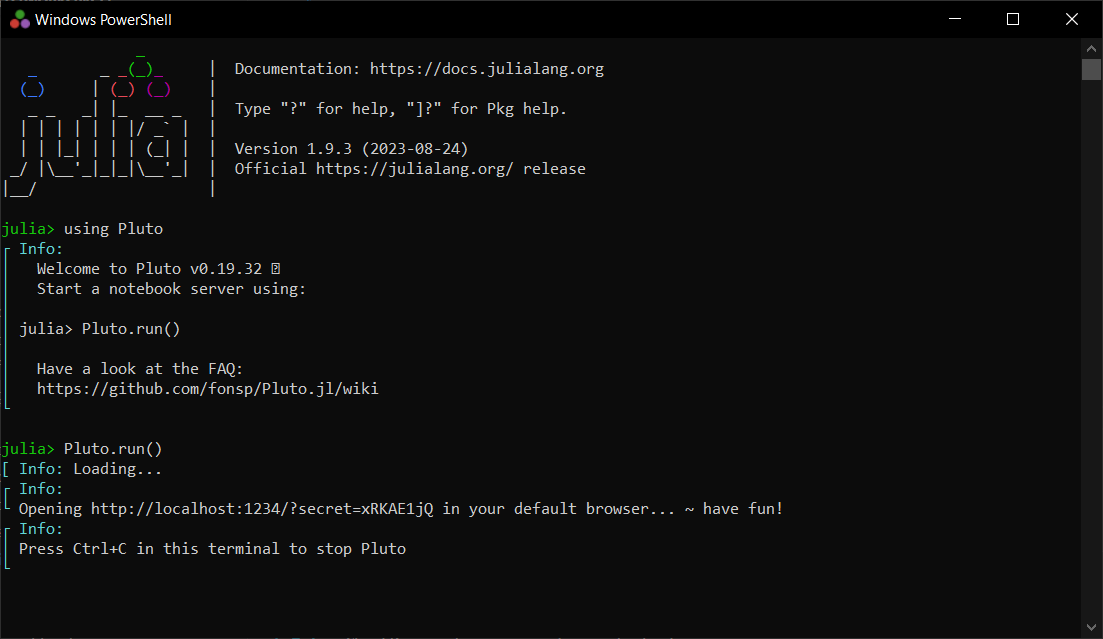 Windows PowerShell
Documentation: https://docs.julialang.org
Type "?" for help, "]?" for Pkg help.
Version 1.9.3 (2023-08-24)
Official https://julialang.org/ release
julia> using Pluto
Info:
Welcome to Pluto v0.19.32
Start a notebook server using:
julia> Pluto.run()
Have a look at the FAQ:
https://github.com/fonsp/Pluto.jl/wiki
julia> Pluto.run()
[ Info: Loading...
Info:
Opening http://localhost:1234/?secret=xRKAE1jQ in your default browser... ~ have fun!
Info:
Press Ctrl+C in this terminal to stop Pluto